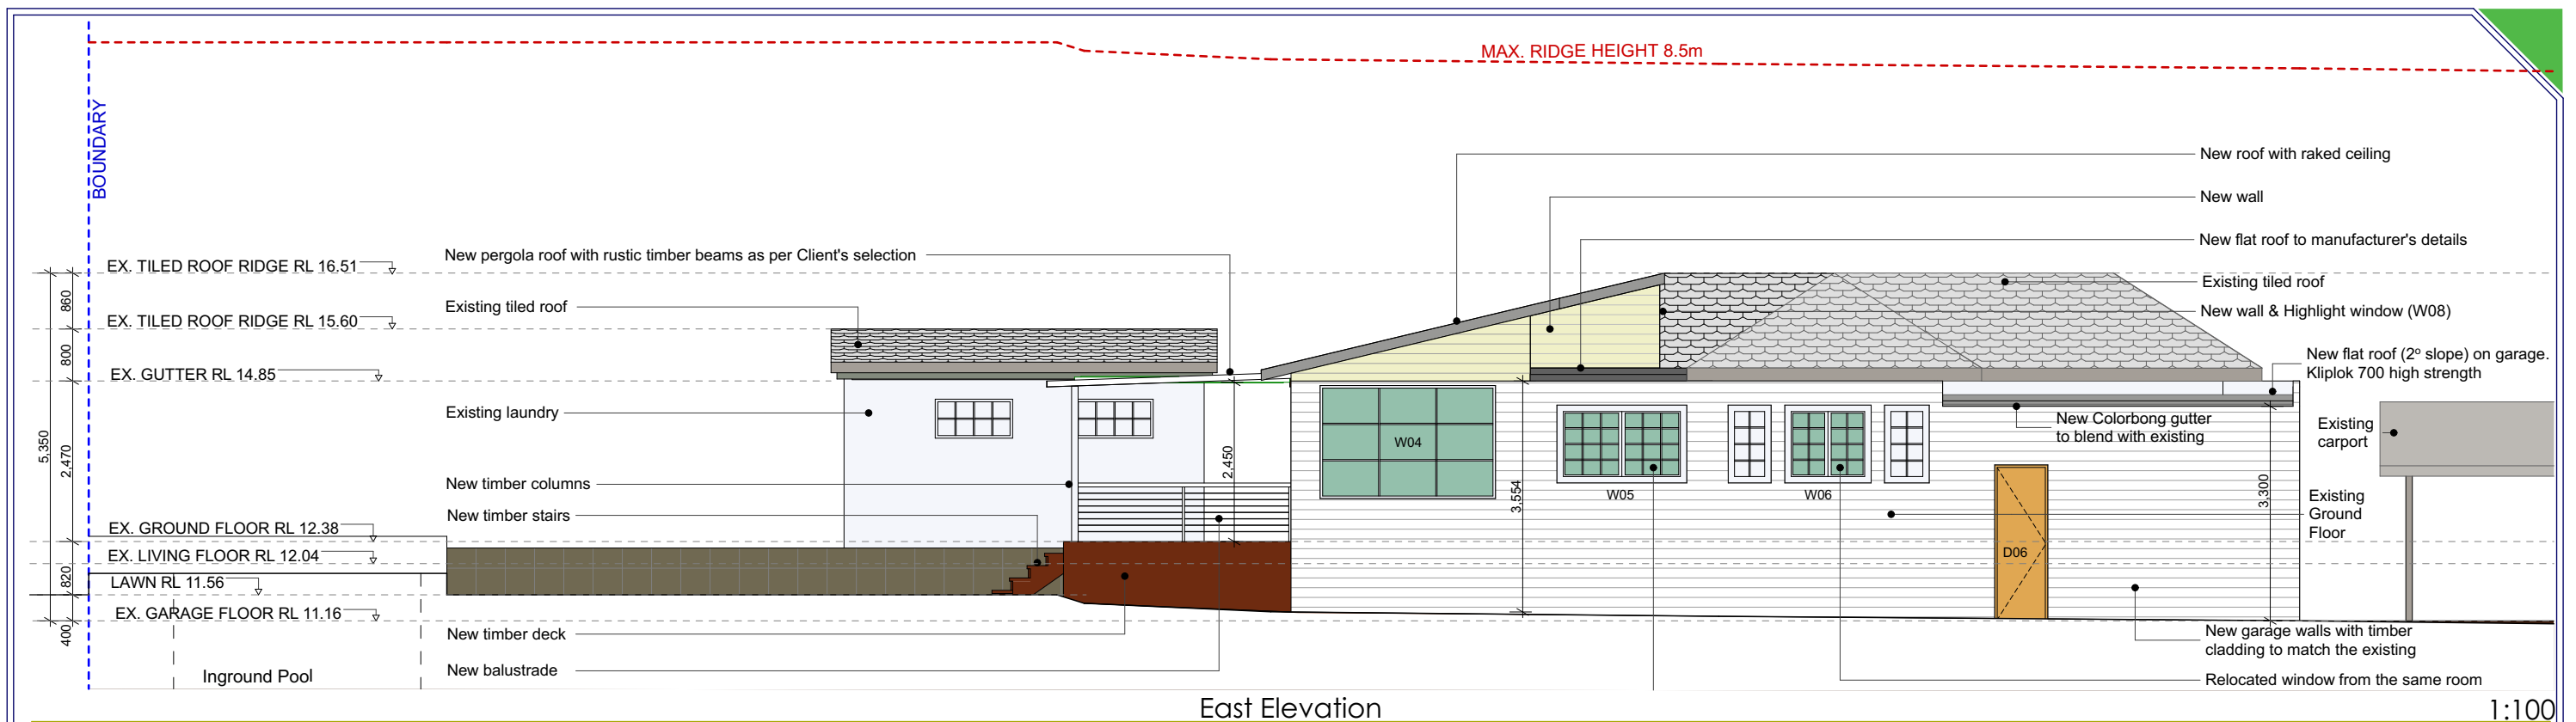 MAX. RIDGE HEIGHT 8.5m
BOUNDARY
New roof with raked ceiling
New wall
New flat roof to manufacturer's details
Existing tiled roof
New wall & Highlight window (W08)
New flat roof (2º slope) on garage.
Kliplok 700 high strength
New Colorbong gutter
to blend with existing
Existing
carport
Existing
Ground
Floor
New pergola roof with rustic timber beams as per Client's selection
Existing tiled roof
Existing laundry
New timber columns
New timber stairs
New timber deck
New balustrade
EX. TILED ROOF RIDGE RL 16.51
EX. TILED ROOF RIDGE RL 15.60
EX. GUTTER RL 14.85
EX. GROUND FLOOR RL 12.38
EX. LIVING FLOOR RL 12.04
LAWN RL 11.56
EX. GARAGE FLOOR RL 11.16
860
800
5,350
2,470
820
400
2,450
3,554
3,300
W04
W05
W06
D06
Inground Pool
New garage walls with timber
cladding to match the existing
Relocated window from the same room
East Elevation
1:100